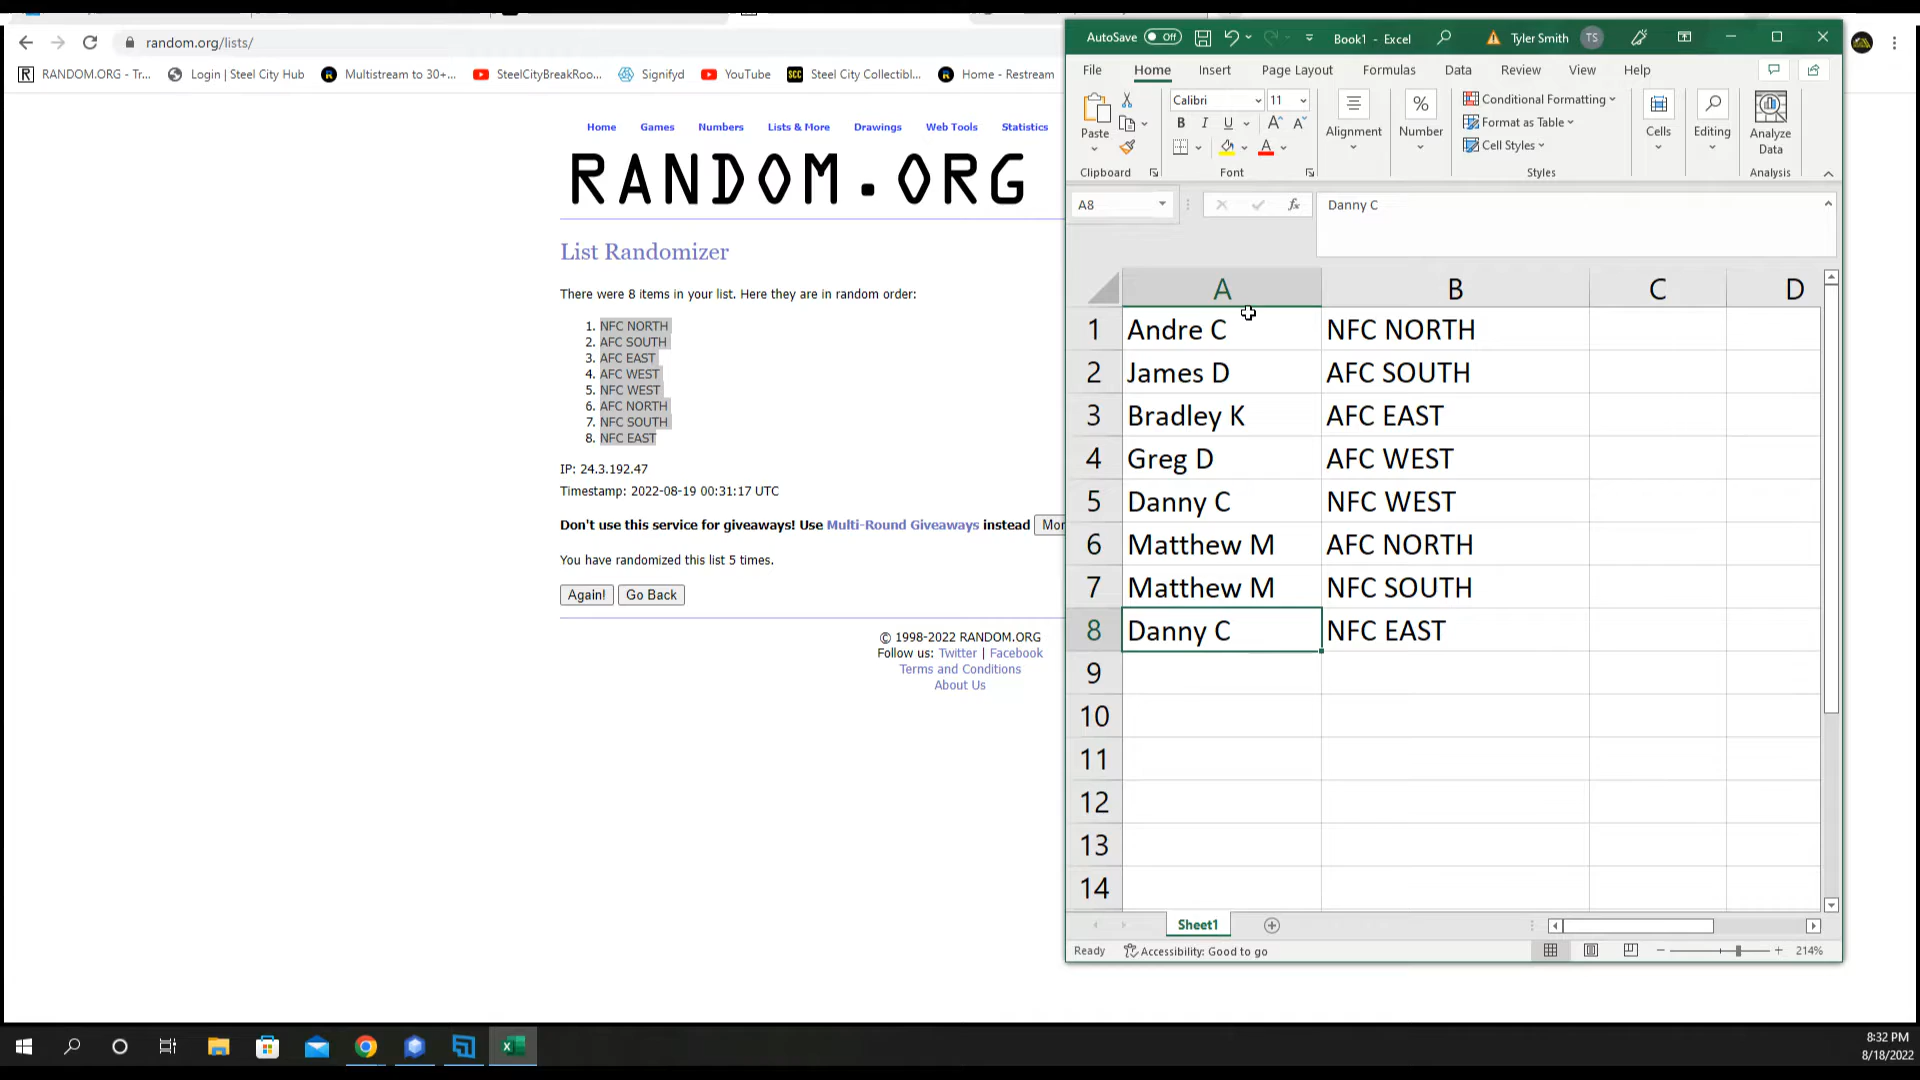 random.org/lists/
RANDOM.ORG - Tr...
Login | Steel City Hub
Multistream to 30+...
SteelCityBreakRoo...
Signifyd
YouTube
Steel City Collectibl...
Home - Restream
Home Games Numbers Lists & More Drawings Web Tools Statistics
RANDOM.ORG
List Randomizer
There were 8 items in your list. Here they are in random order:
1. NFC NORTH
2. AFC SOUTH
3. AFC EAST
4. AFC WEST
5. NFC WEST
6. AFC NORTH
7. NFC SOUTH
8. NFC EAST
IP: 24.3.192.47
Timestamp: 2022-08-19 00:31:17 UTC
Don't use this service for giveaways! Use Multi-Round Giveaways instead Mor
You have randomized this list 5 times.
Again! Go Back
© 1998-2022 RANDOM.ORG
Follow us: Twitter | Facebook
Terms and Conditions
About Us
AutoSave Off Book1 - Excel Tyler Smith TS
File Home Insert Page Layout Formulas Data Review View Help
Paste
Clipboard
Calibri 11
B I U A A
A
Font
Alignment
% Number
Conditional Formatting
Format as Table
Cell Styles
Styles
Cells
Editing
Analyze Data
Analysis
A8 fx Danny C
A B C D
1 Andre C NFC NORTH
2 James D AFC SOUTH
3 Bradley K AFC EAST
4 Greg D AFC WEST
5 Danny C NFC WEST
6 Matthew M AFC NORTH
7 Matthew M NFC SOUTH
8 Danny C NFC EAST
9
10
11
12
13
14
Sheet1
Ready Accessibility: Good to go 214%
8:32 PM
8/18/2022